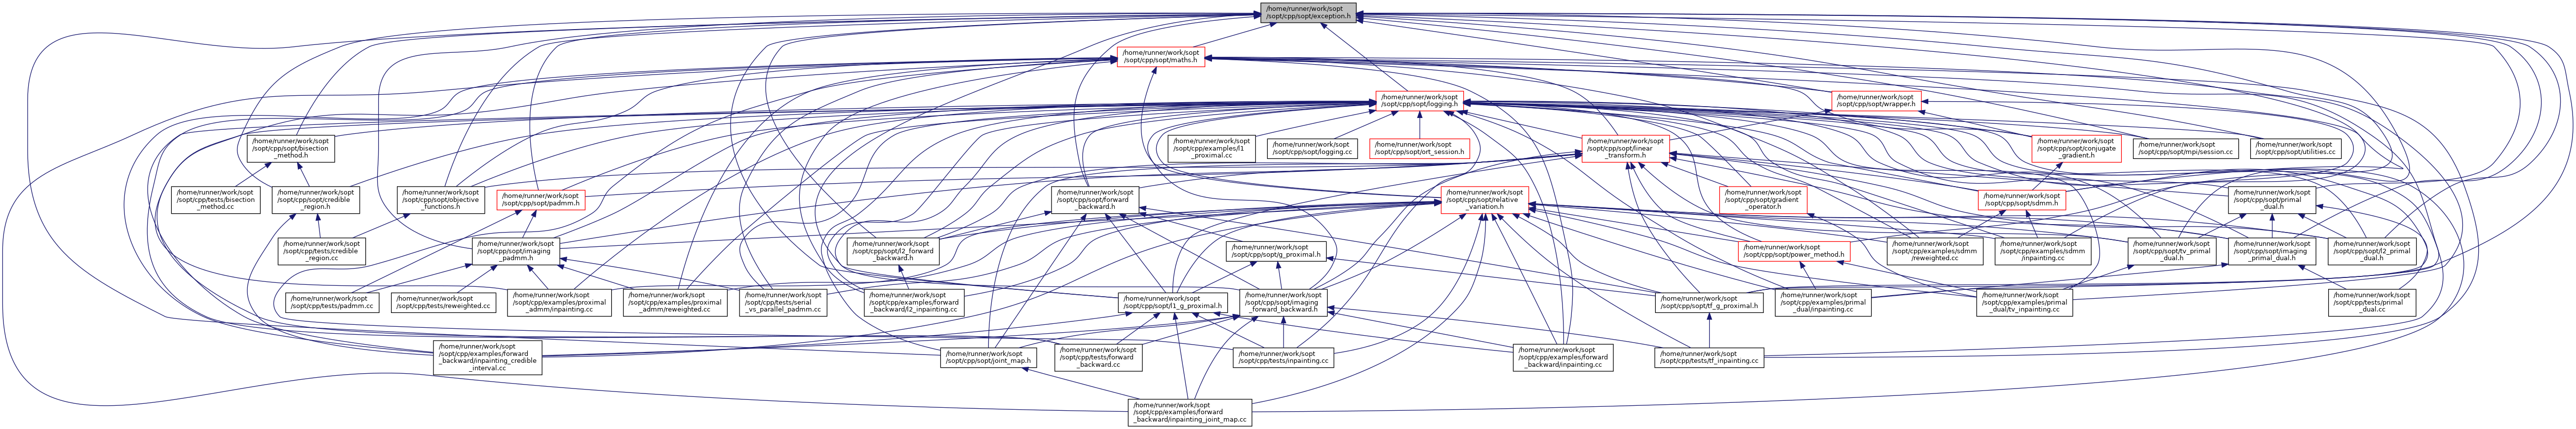 /home/runner/work/sopt
/sopt/cpp/sopt/exception.h
/home/runner/work/sopt
/sopt/cpp/sopt/maths.h
/home/runner/work/sopt
/sopt/cpp/sopt/logging.h
/home/runner/work/sopt
/sopt/cpp/sopt/wrapper.h
/home/runner/work/sopt
/sopt/cpp/sopt/bisection
_method.h
/home/runner/work/sopt
/sopt/cpp/examples/l1
_proximal.cc
/home/runner/work/sopt
/sopt/cpp/sopt/logging.cc
/home/runner/work/sopt
/sopt/cpp/sopt/ort_session.h
/home/runner/work/sopt
/sopt/cpp/sopt/linear
_transform.h
/home/runner/work/sopt
/sopt/cpp/sopt/conjugate
_gradient.h
/home/runner/work/sopt
/sopt/cpp/sopt/mpi/session.cc
/home/runner/work/sopt
/sopt/cpp/sopt/utilities.cc
/home/runner/work/sopt
/sopt/cpp/tests/bisection
_method.cc
/home/runner/work/sopt
/sopt/cpp/sopt/credible
_region.h
/home/runner/work/sopt
/sopt/cpp/sopt/objective
_functions.h
/home/runner/work/sopt
/sopt/cpp/sopt/padmm.h
/home/runner/work/sopt
/sopt/cpp/sopt/forward
_backward.h
/home/runner/work/sopt
/sopt/cpp/sopt/relative
_variation.h
/home/runner/work/sopt
/sopt/cpp/sopt/gradient
_operator.h
/home/runner/work/sopt
/sopt/cpp/sopt/sdmm.h
/home/runner/work/sopt
/sopt/cpp/sopt/primal
_dual.h
/home/runner/work/sopt
/sopt/cpp/tests/credible
_region.cc
/home/runner/work/sopt
/sopt/cpp/sopt/imaging
_padmm.h
/home/runner/work/sopt
/sopt/cpp/sopt/l2_forward
_backward.h
/home/runner/work/sopt
/sopt/cpp/sopt/g_proximal.h
/home/runner/work/sopt
/sopt/cpp/sopt/power_method.h
/home/runner/work/sopt
/sopt/cpp/examples/sdmm
/reweighted.cc
/home/runner/work/sopt
/sopt/cpp/examples/sdmm
/inpainting.cc
/home/runner/work/sopt
/sopt/cpp/sopt/tv_primal
_dual.h
/home/runner/work/sopt
/sopt/cpp/sopt/imaging
_primal_dual.h
/home/runner/work/sopt
/sopt/cpp/sopt/l2_primal
_dual.h
/home/runner/work/sopt
/sopt/cpp/tests/padmm.cc
/home/runner/work/sopt
/sopt/cpp/tests/reweighted.cc
/home/runner/work/sopt
/sopt/cpp/examples/proximal
_admm/inpainting.cc
/home/runner/work/sopt
/sopt/cpp/examples/proximal
_admm/reweighted.cc
/home/runner/work/sopt
/sopt/cpp/tests/serial
_vs_parallel_padmm.cc
/home/runner/work/sopt
/sopt/cpp/examples/forward
_backward/l2_inpainting.cc
/home/runner/work/sopt
/sopt/cpp/sopt/l1_g_proximal.h
/home/runner/work/sopt
/sopt/cpp/sopt/imaging
_forward_backward.h
/home/runner/work/sopt
/sopt/cpp/sopt/tf_g_proximal.h
/home/runner/work/sopt
/sopt/cpp/examples/primal
_dual/inpainting.cc
/home/runner/work/sopt
/sopt/cpp/examples/primal
_dual/tv_inpainting.cc
/home/runner/work/sopt
/sopt/cpp/tests/primal
_dual.cc
/home/runner/work/sopt
/sopt/cpp/examples/forward
_backward/inpainting_credible
_interval.cc
/home/runner/work/sopt
/sopt/cpp/sopt/joint_map.h
/home/runner/work/sopt
/sopt/cpp/tests/forward
_backward.cc
/home/runner/work/sopt
/sopt/cpp/tests/inpainting.cc
/home/runner/work/sopt
/sopt/cpp/examples/forward
_backward/inpainting.cc
/home/runner/work/sopt
/sopt/cpp/tests/tf_inpainting.cc
/home/runner/work/sopt
/sopt/cpp/examples/forward
_backward/inpainting_joint_map.cc